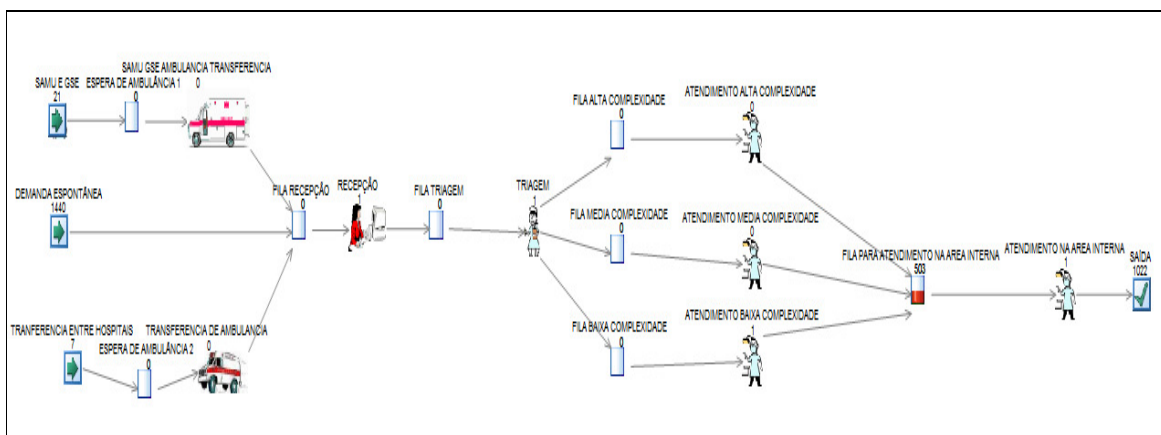 SAMU E GSE
21
ESPERA DE AMBULÂNCIA 1
0
SAMU GSE AMBULANCIA TRANSFERENCIA
0
DEMANDA ESPONTÂNEA
1440
TRANFERENCIA ENTRE HOSPITAIS
7
ESPERA DE AMBULÂNCIA 2
0
TRANSFERÊNCIA DE AMBULANCIA
0
FILA RECEPÇÃO
0
RECEPÇÃO
1
FILA TRIAGEM
0
TRIAGEM
1
FILA ALTA COMPLEXIDADE
0
ATENDIMENTO ALTA COMPLEXIDADE
0
FILA MEDIA COMPLEXIDADE
0
ATENDIMENTO MEDIA COMPLEXIDADE
0
FILA BAIXA COMPLEXIDADE
0
ATENDIMENTO BAIXA COMPLEXIDADE
1
FILA PARA ATENDIMENTO NA AREA INTERNA
503
ATENDIMENTO NA AREA INTERNA
1
SAÍDA
1022